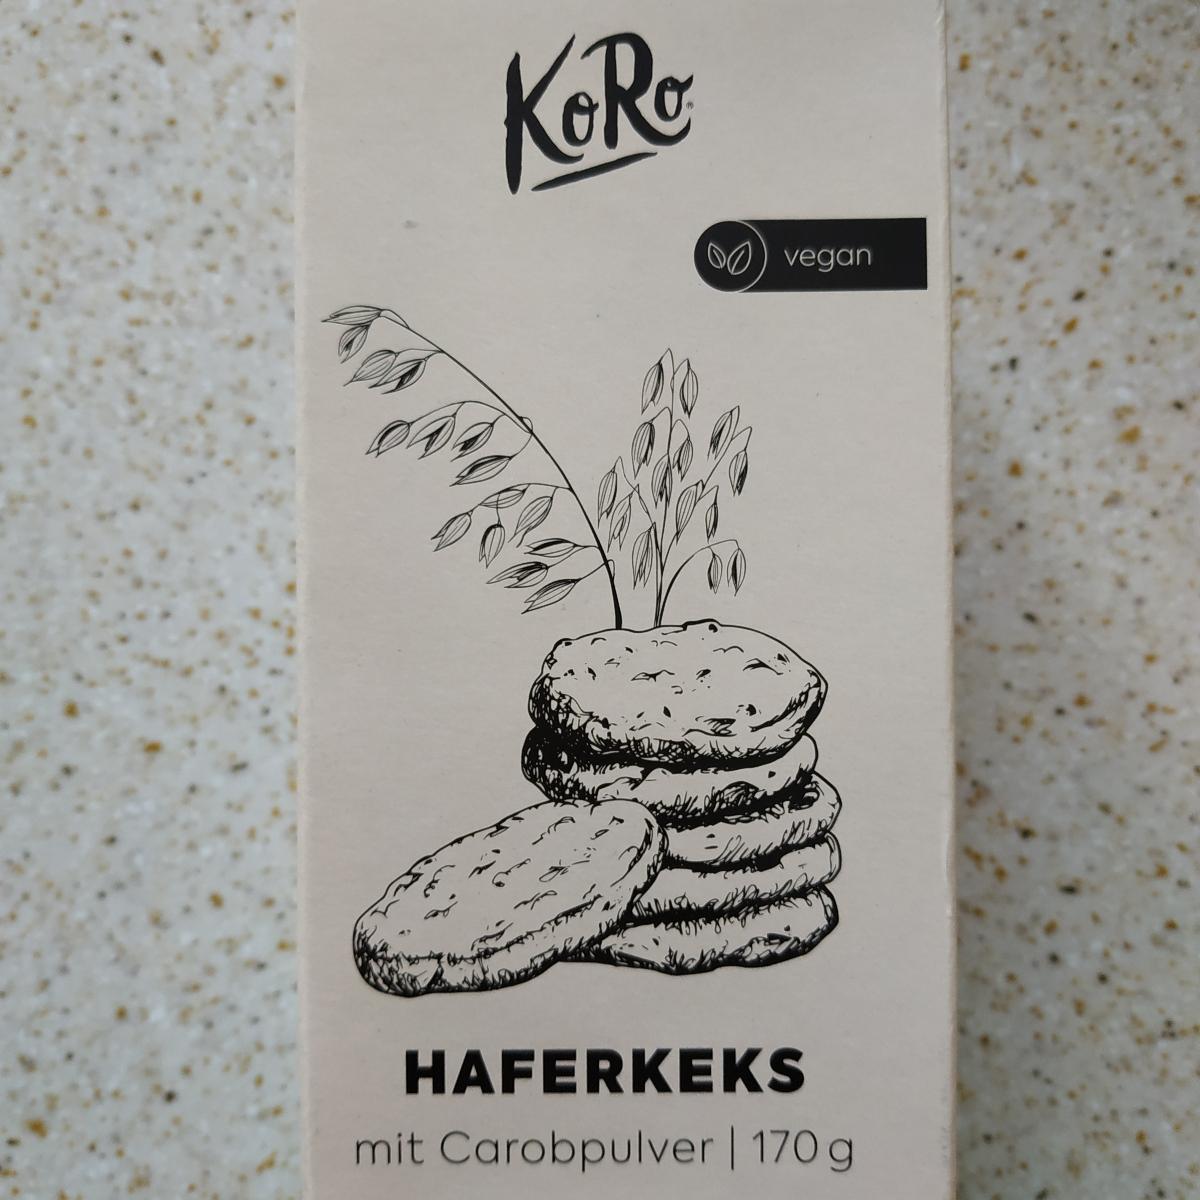 KoRo
vegan
HAFERKEKS
mit Carobpulver | 170 g